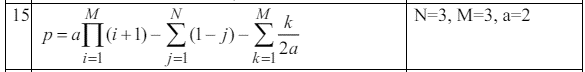 15
p = a∏_{i=1}^{M}(i+1) − ∑_{j=1}^{N}(1−j) − ∑_{k=1}^{M} k/2a
N=3, M=3, a=2